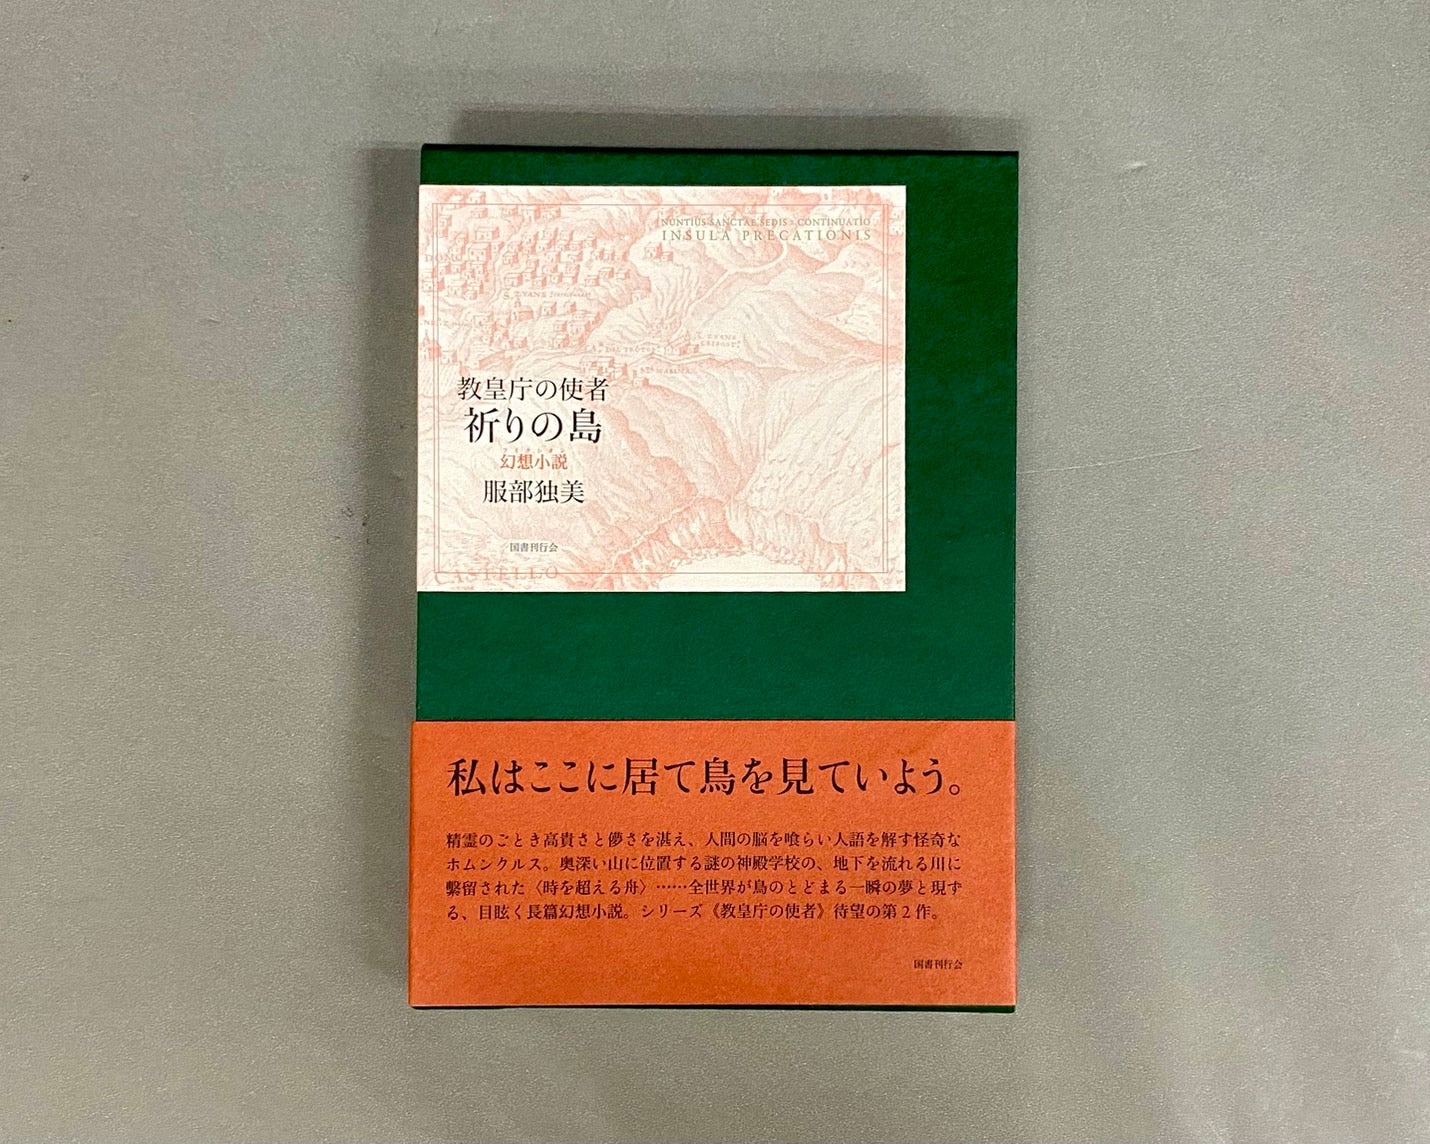 NUNTIUS SANCTAE SEDIS : CONTINUATIO
INSULA PRECATIONIS
教皇庁の使者
祈りの島
幻想小説
服部独美
国書刊行会
CASTELLO
私はここに居て鳥を見ていよう。
精霊のごとき高貴さと儚さを湛え、人間の脳を喰らい人語を解す怪奇な
ホムンクルス。奥深い山に位置する謎の神殿学校の、地下を流れる川に
繫留された〈時を超える舟〉……全世界が鳥のとどまる一瞬の夢と現ず
る、目眩く長篇幻想小説。シリーズ《教皇庁の使者》待望の第2作。
国書刊行会